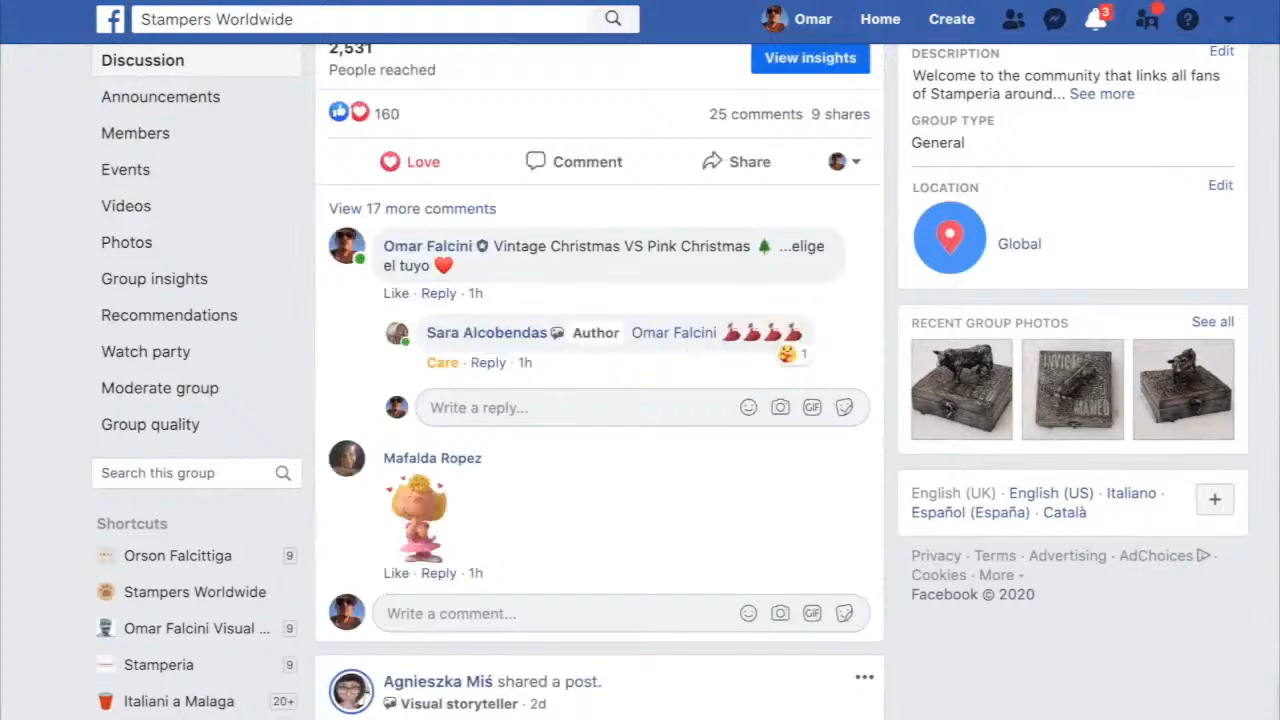 Stampers Worldwide
Omar
Home
Create
3
Discussion
Announcements
Members
Events
Videos
Photos
Group insights
Recommendations
Watch party
Moderate group
Group quality
Search this group
Shortcuts
Orson Falcittiga 9
Stampers Worldwide
Omar Falcini Visual ... 9
Stamperia 9
Italiani a Malaga 20+
2,531
People reached
View insights
160
25 comments 9 shares
Love
Comment
Share
View 17 more comments
Omar Falcini Vintage Christmas VS Pink Christmas 🎄 ...elige
el tuyo ❤️
Like · Reply · 1h
Sara Alcobendas Author Omar Falcini 💃💃💃💃
1
Care · Reply · 1h
Write a reply...
GIF
Mafalda Ropez
Like · Reply · 1h
Write a comment...
GIF
Agnieszka Miś shared a post.
Visual storyteller · 2d
DESCRIPTION
Edit
Welcome to the community that links all fans
of Stamperia around... See more
GROUP TYPE
General
LOCATION
Edit
Global
RECENT GROUP PHOTOS
See all
English (UK) · English (US) · Italiano ·
Español (España) · Català
Privacy · Terms · Advertising · AdChoices ·
Cookies · More
Facebook © 2020